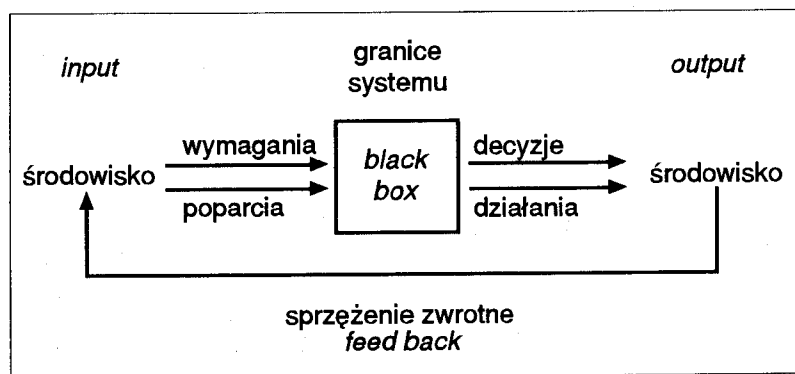 input
granice
systemu
output
środowisko
wymagania
poparcia
black
box
decyzje
działania
środowisko
sprzężenie zwrotne
feed back